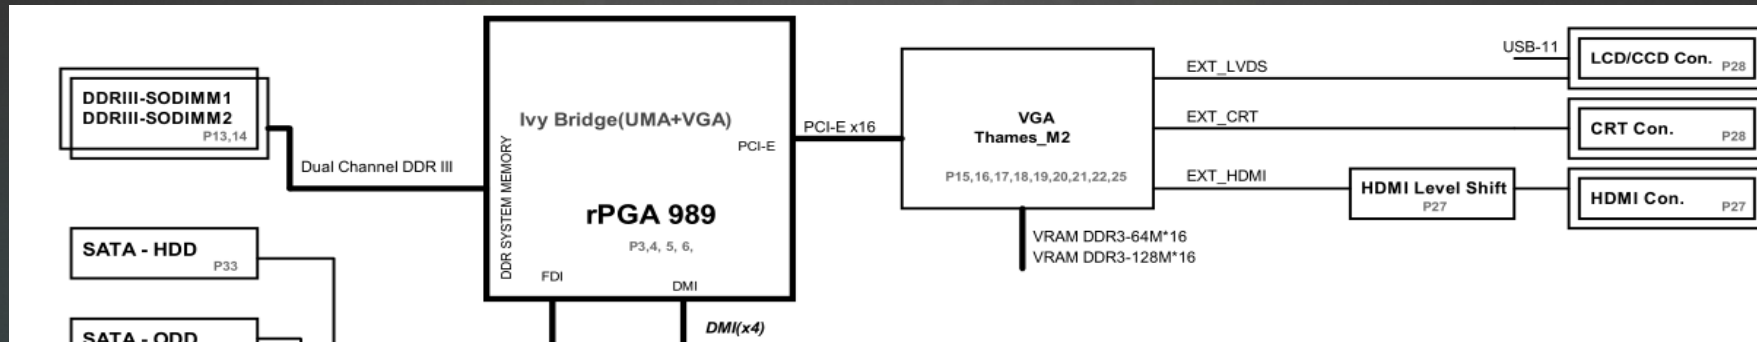 DDRIII-SODIMM1
DDRIII-SODIMM2
P13,14
Dual Channel DDR III
SATA - HDD
P33
SATA - ODD
DDR SYSTEM MEMORY
Ivy Bridge(UMA+VGA)
PCI-E
rPGA 989
P3,4, 5, 6,
FDI
DMI
DMI(x4)
PCI-E x16
VGA
Thames_M2
P15,16,17,18,19,20,21,22,25
VRAM DDR3-64M*16
VRAM DDR3-128M*16
EXT_LVDS
EXT_CRT
EXT_HDMI
HDMI Level Shift
P27
USB-11
LCD/CCD Con.
P28
CRT Con.
P28
HDMI Con.
P27